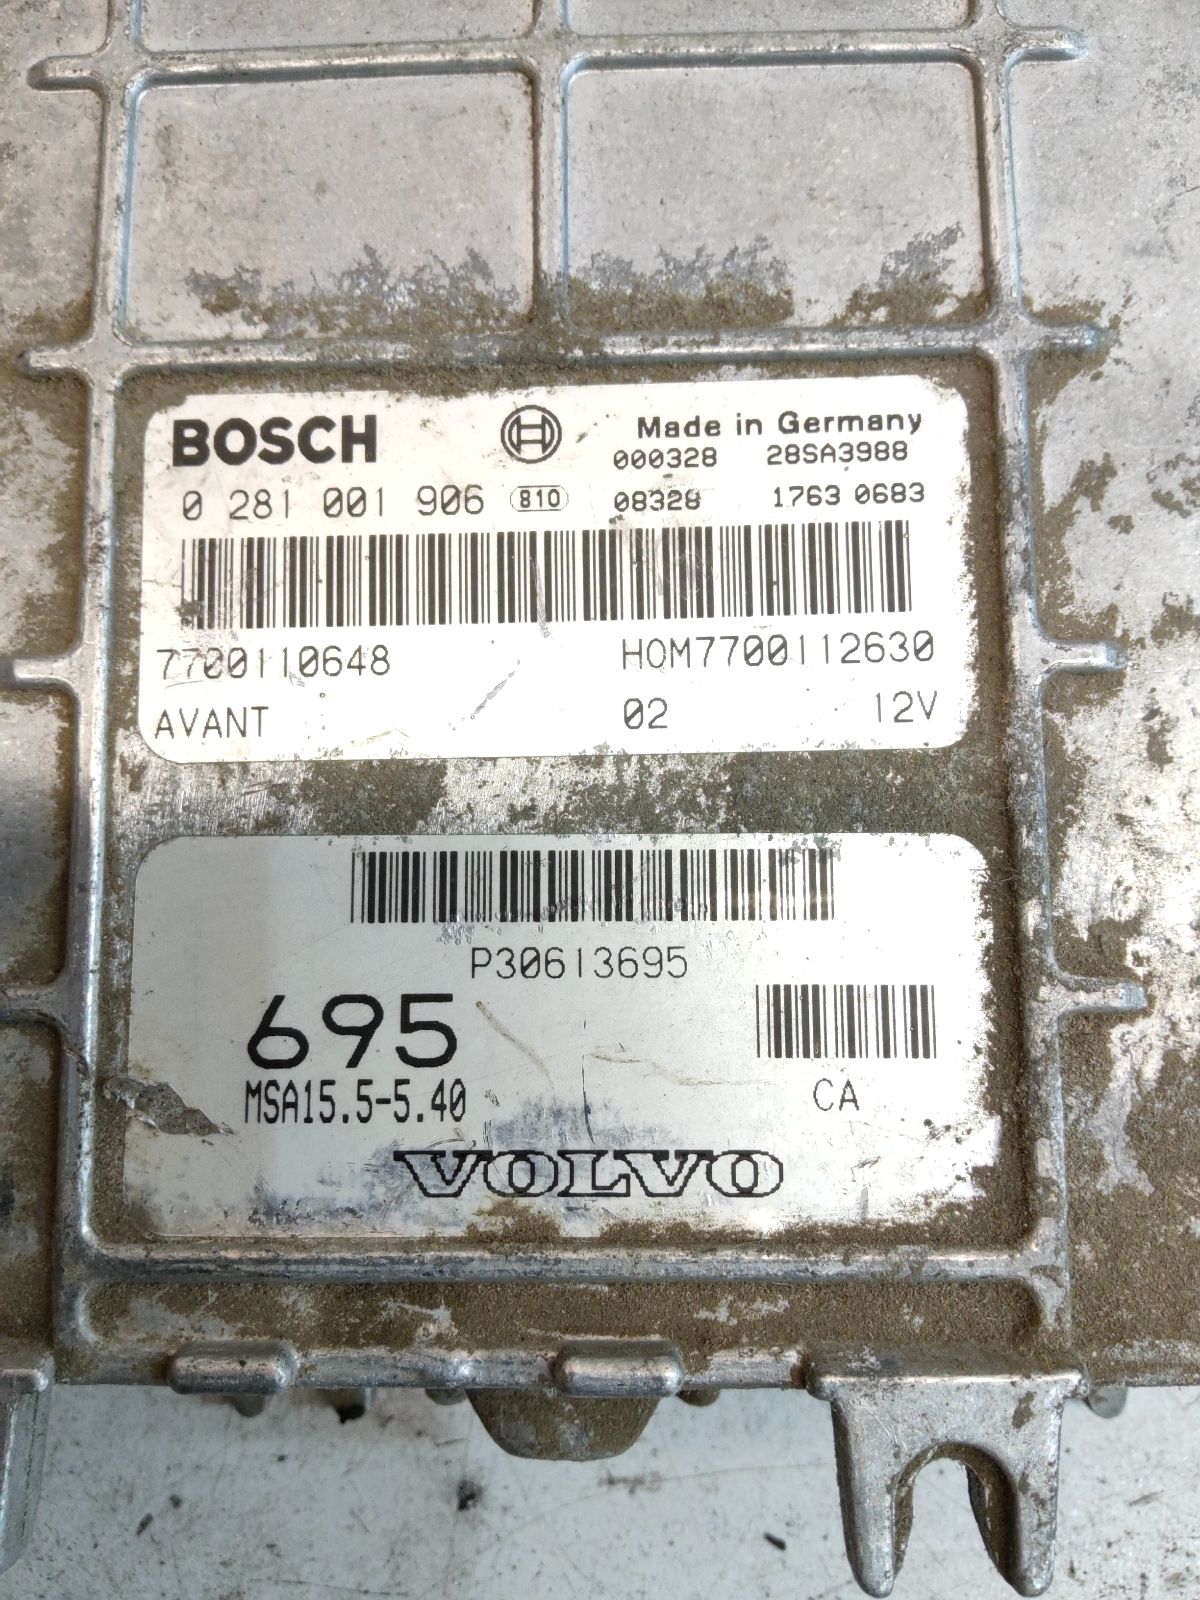 BOSCH Made in Germany
000328 28SA3988
0 281 001 906 810 08328 1763 0683
7700110648 HOM7700112630
AVANT 02 12V
P30613695
695
MSA15.5-5.40 CA
VOLVO